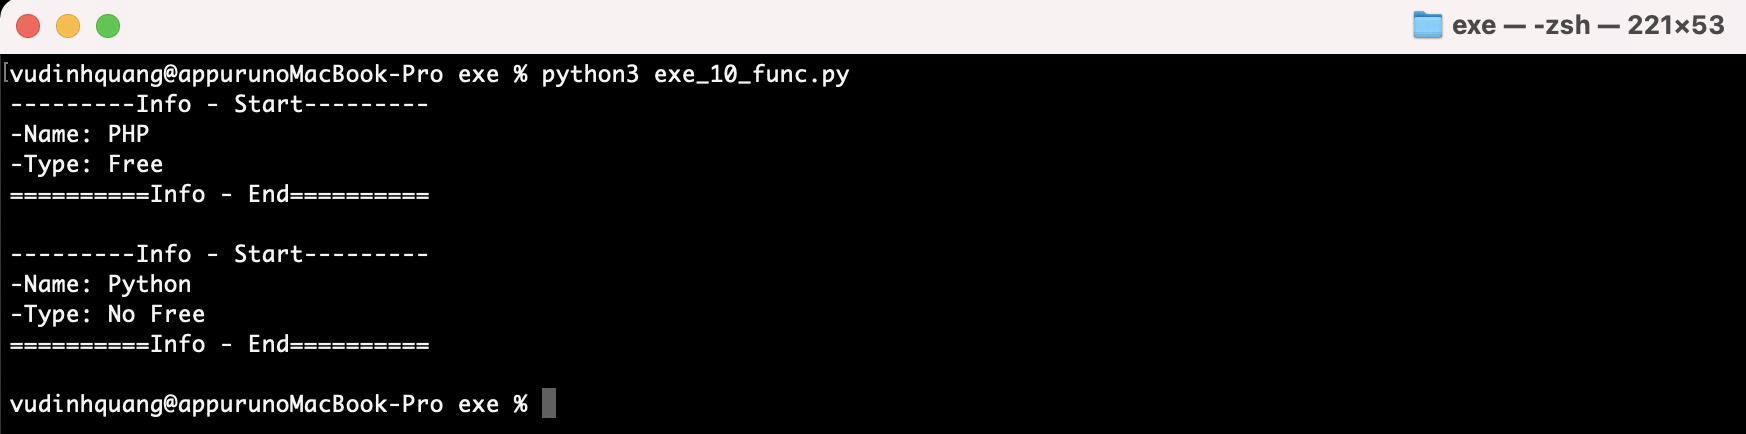 exe — -zsh — 221×53
vudinhquang@appurunoMacBook-Pro exe % python3 exe_10_func.py
---------Info - Start---------
-Name: PHP
-Type: Free
==========Info - End==========
---------Info - Start---------
-Name: Python
-Type: No Free
==========Info - End==========
vudinhquang@appurunoMacBook-Pro exe %